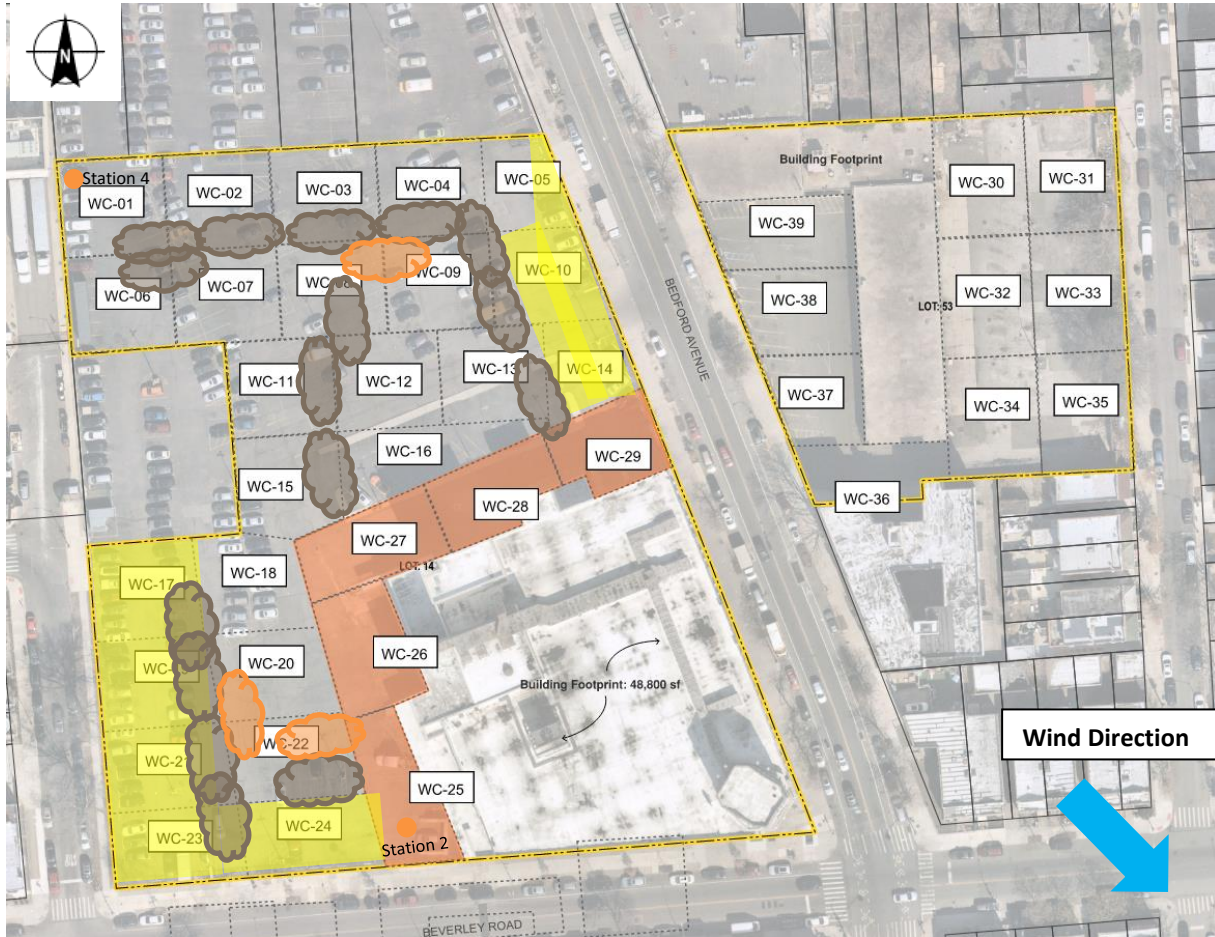 N
Station 4
WC-01
WC-02
WC-03
WC-04
WC-05
WC-06
WC-07
WC-09
WC-10
WC-11
WC-12
WC-13
WC-14
WC-15
WC-16
WC-17
WC-18
WC-20
WC-22
WC-23
WC-24
WC-25
WC-26
WC-27
WC-28
WC-29
LOT: 14
Building Footprint: 48,800 sf
Station 2
BEDFORD AVENUE
BEVERLEY ROAD
Building Footprint
WC-30
WC-31
WC-39
WC-38
WC-32
WC-33
LOT: 53
WC-37
WC-34
WC-35
WC-36
Wind Direction